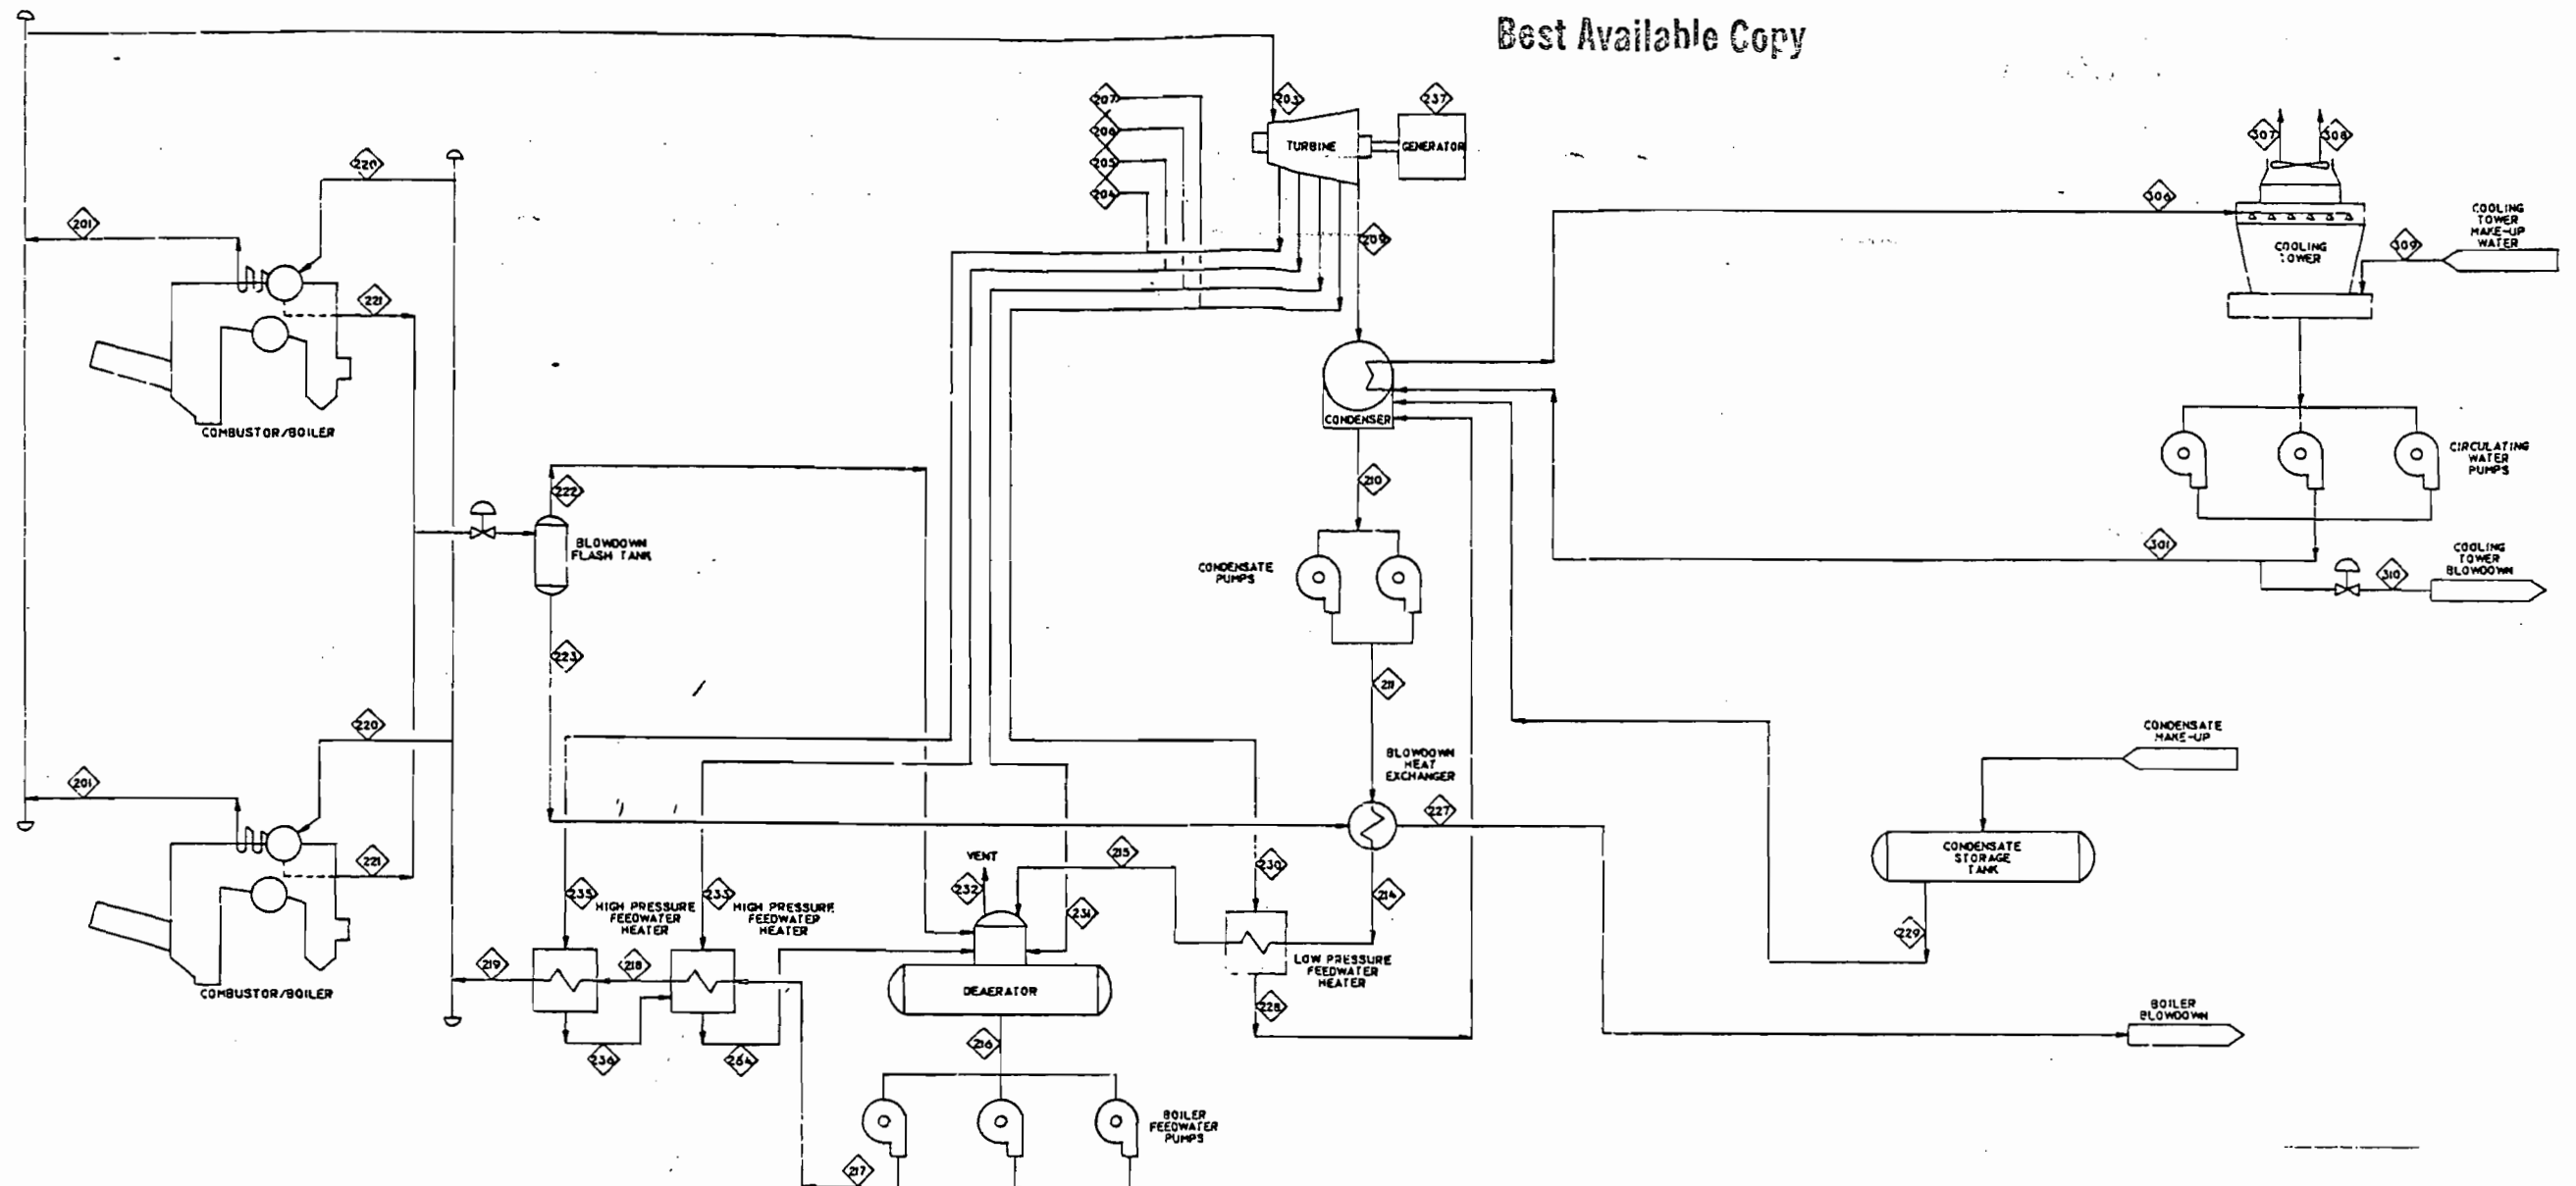 Best Available Copy
207
206
205
204
203
237
TURBINE
GENERATOR
209
307
308
306
COOLING
TOWER
COOLING
TOWER
MAKE-UP
WATER
309
220
201
221
COMBUSTOR/BOILER
222
BLOWDOWN
FLASH TANK
223
CONDENSER
210
CONDENSATE
PUMPS
211
CIRCULATING
WATER
PUMPS
301
310
COOLING
TOWER
BLOWDOWN
220
201
221
COMBUSTOR/BOILER
BLOWDOWN
HEAT
EXCHANGER
227
CONDENSATE
MAKE-UP
CONDENSATE
STORAGE
TANK
229
VENT
232
215
230
214
231
235
HIGH PRESSURE
FEEDWATER
HEATER
233
HIGH PRESSURE
FEEDWATER
HEATER
219
218
DEAERATOR
LOW PRESSURE
FEEDWATER
HEATER
228
236
216
BOILER
BLOWDOWN
BOILER
FEEDWATER
PUMPS
217